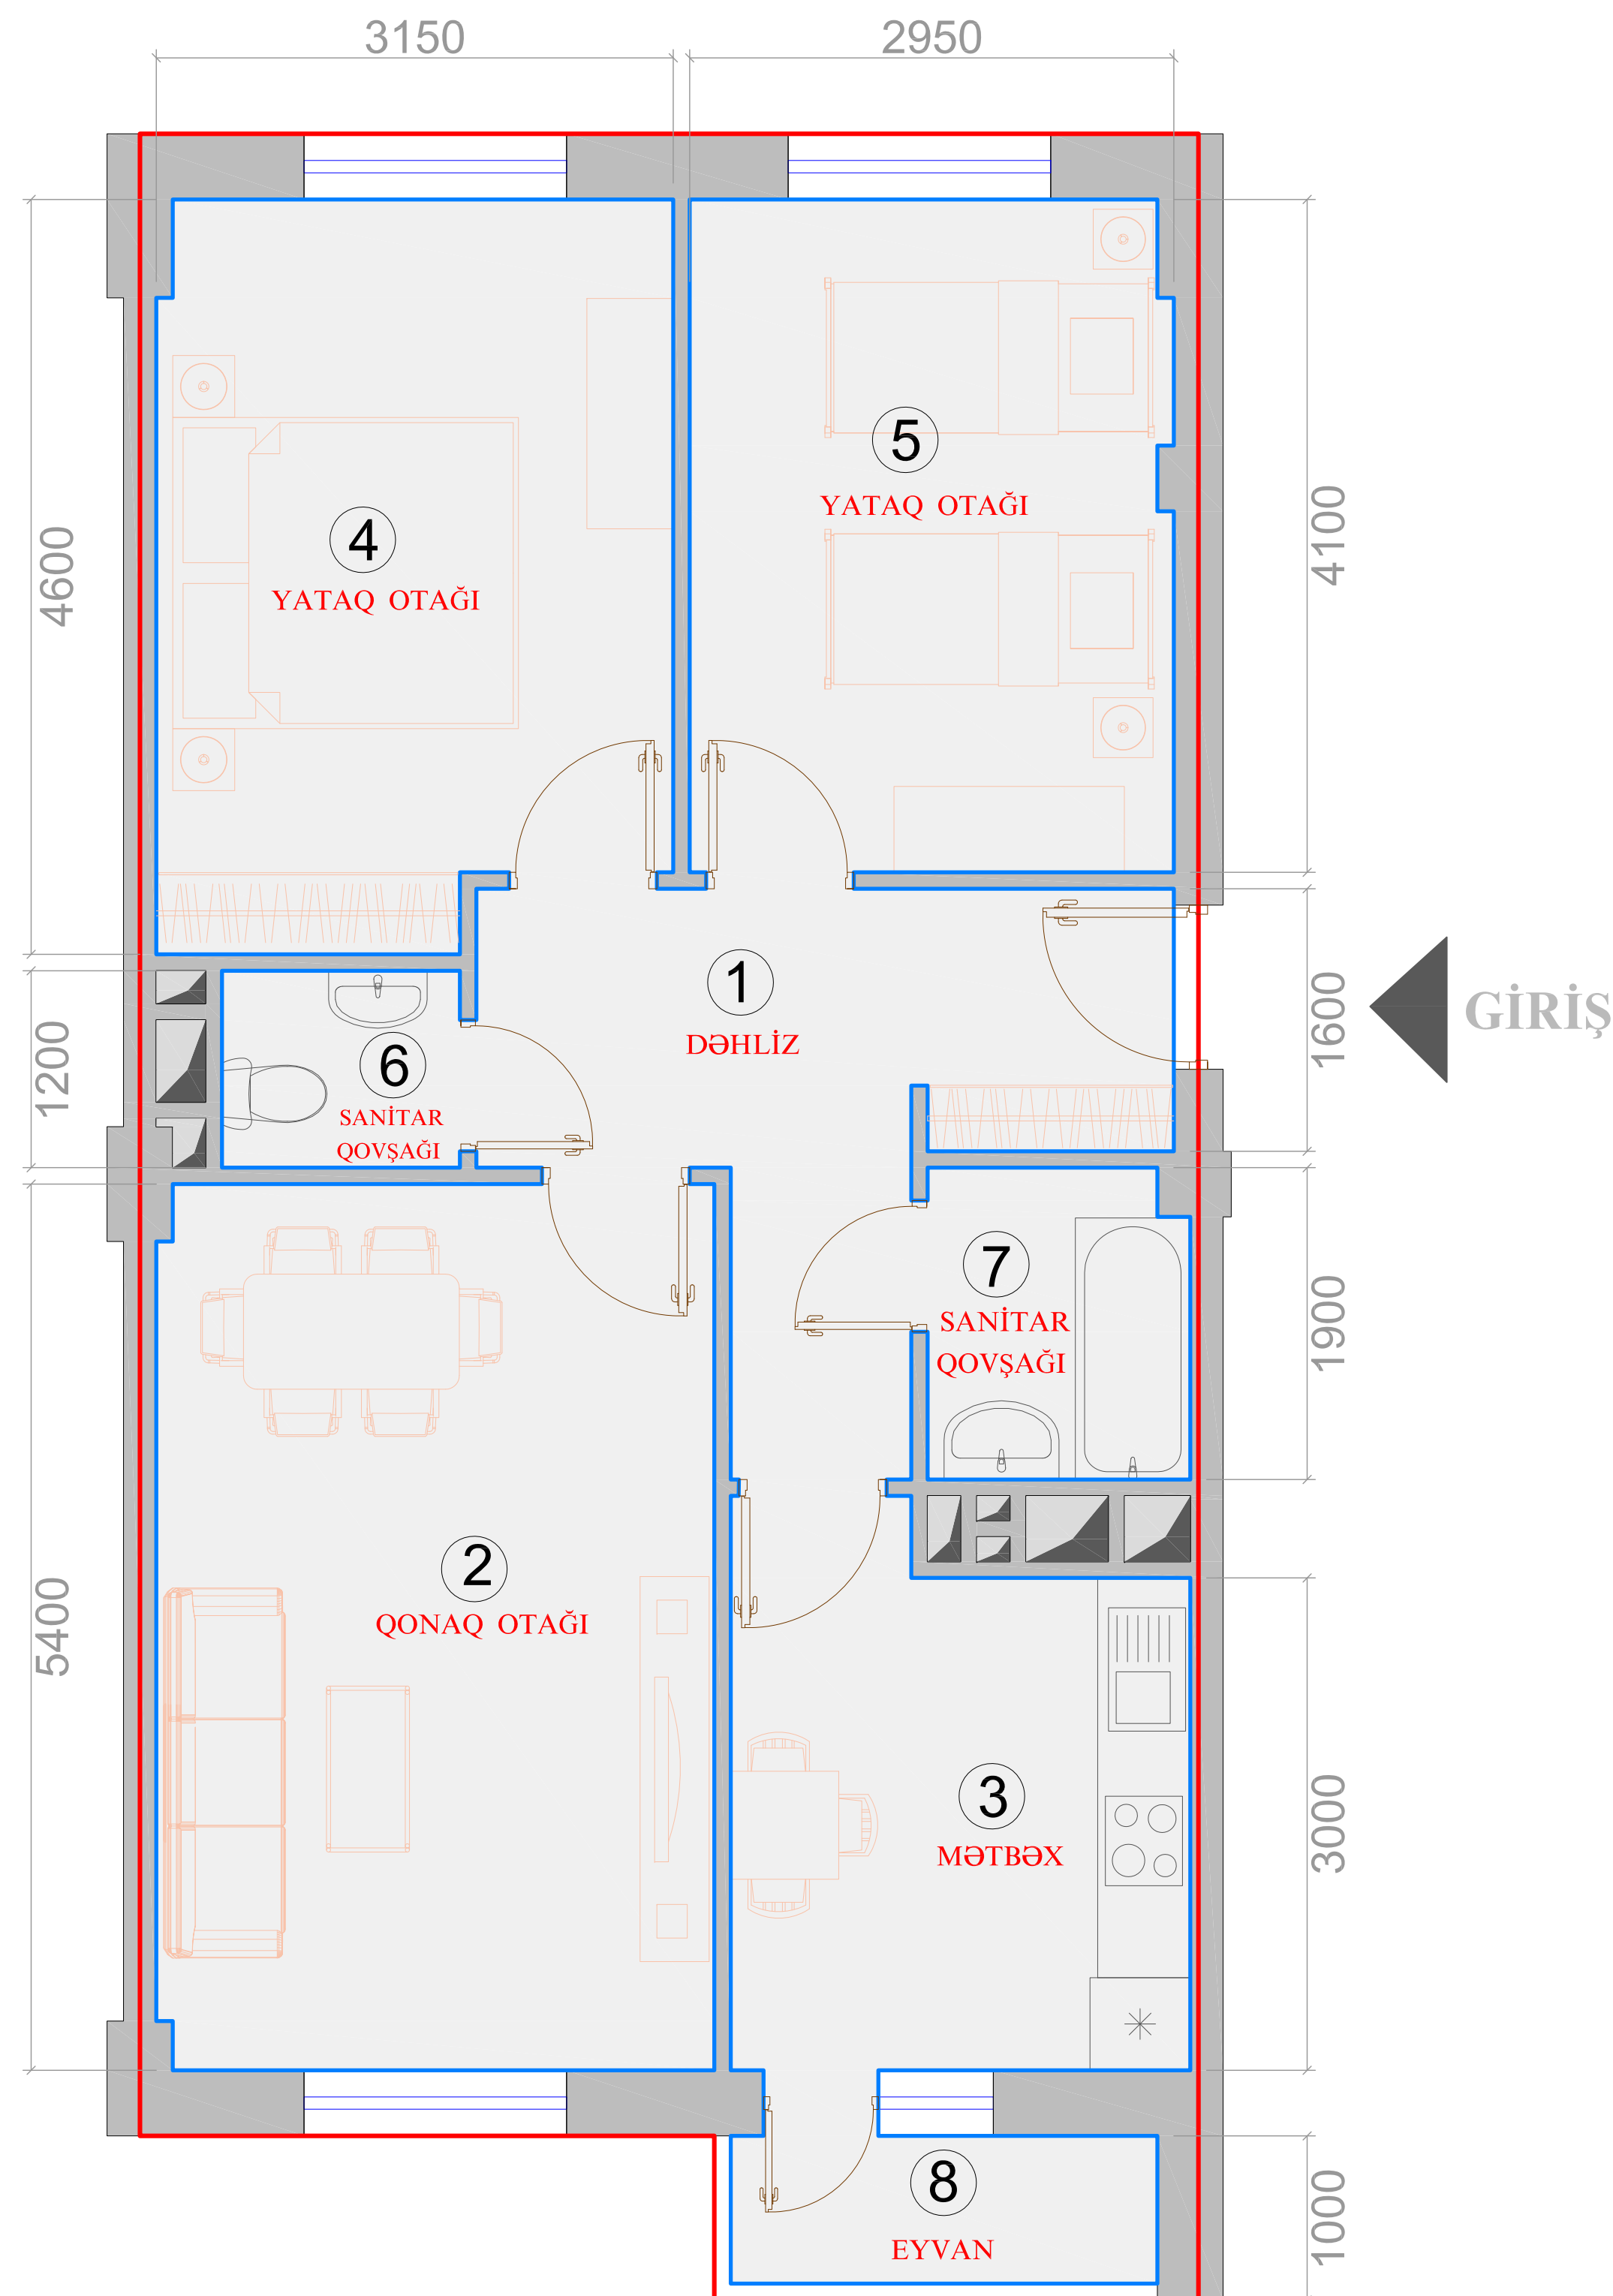 3150
2950
4600
4100
5
YATAQ OTAĞI
4
YATAQ OTAĞI
1
DƏHLİZ
1600
GİRİŞ
1200
6
SANİTAR
QOVŞAĞI
7
SANİTAR
QOVŞAĞI
1900
2
QONAQ OTAĞI
5400
3
MƏTBƏX
3000
8
EYVAN
1000